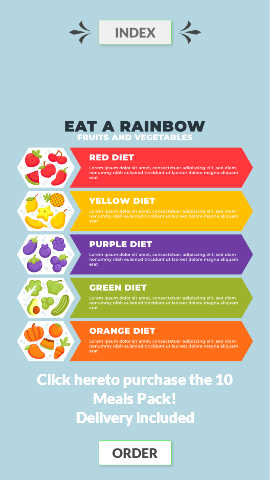 INDEX
EAT A RAINBOW
FRUITS AND VEGETABLES
RED DIET
Lorem ipsum dolor sit amet, consectetuer adipiscing elit, sed diam
nonummy nibh euismod tincidunt ut laoreet dolore magna aliquam
erat
YELLOW DIET
Lorem ipsum dolor sit amet, consectetuer adipiscing elit, sed diam
nonummy nibh euismod tincidunt ut laoreet dolore magna aliquam
erat
PURPLE DIET
Lorem ipsum dolor sit amet, consectetuer adipiscing elit, sed diam
nonummy nibh euismod tincidunt ut laoreet dolore magna aliquam
erat
GREEN DIET
Lorem ipsum dolor sit amet, consectetuer adipiscing elit, sed diam
nonummy nibh euismod tincidunt ut laoreet dolore magna aliquam
erat
ORANGE DIET
Lorem ipsum dolor sit amet, consectetuer adipiscing elit, sed diam
nonummy nibh euismod tincidunt ut laoreet dolore magna aliquam
erat
Click hereto purchase the 10
Meals Pack!
Delivery included
ORDER